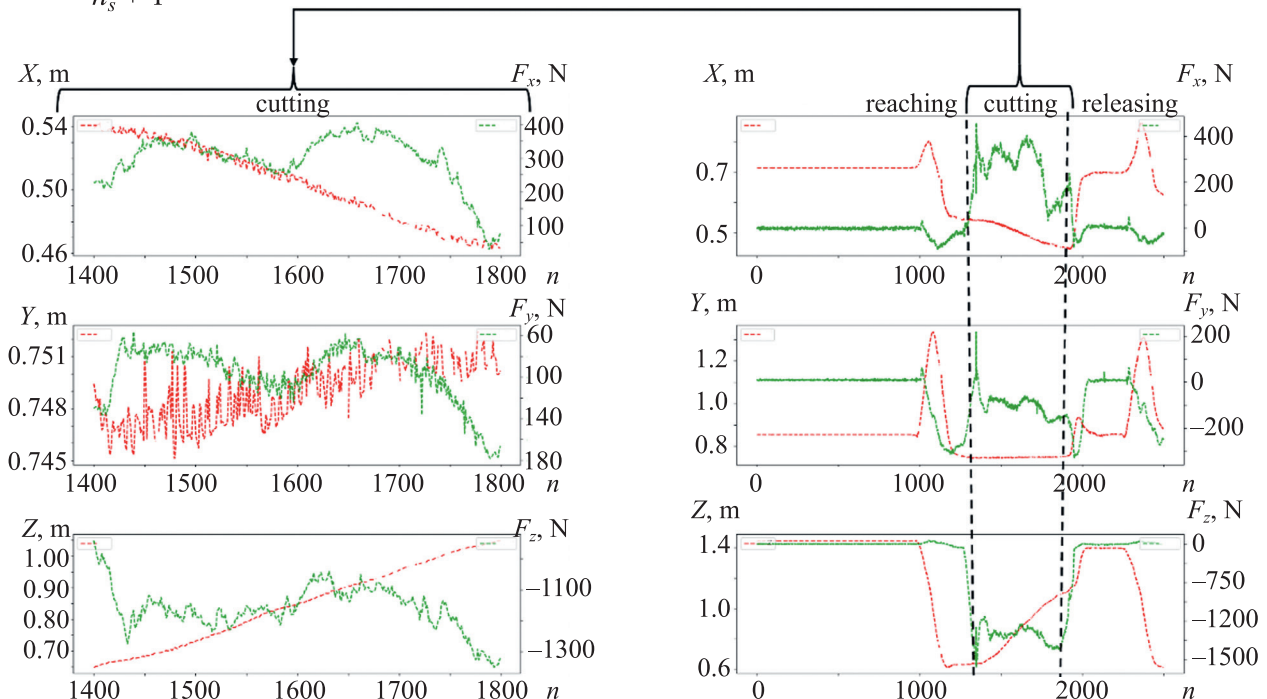 n_s + 1
X, m
F_x, N
cutting
0.54
0.50
0.46
400
300
200
100
1400 1500 1600 1700 1800 n
Y, m
F_y, N
0.751
0.748
0.745
60
100
140
180
1400 1500 1600 1700 1800 n
Z, m
F_z, N
1.00
0.90
0.80
0.70
–1100
–1300
1400 1500 1600 1700 1800 n
X, m
F_x, N
reaching cutting releasing
0.7
0.5
400
200
0
0 1000 2000 n
Y, m
F_y, N
1.2
1.0
0.8
200
0
–200
0 1000 2000 n
Z, m
F_z, N
1.4
1.0
0.6
0
–750
–1200
–1500
0 1000 2000 n